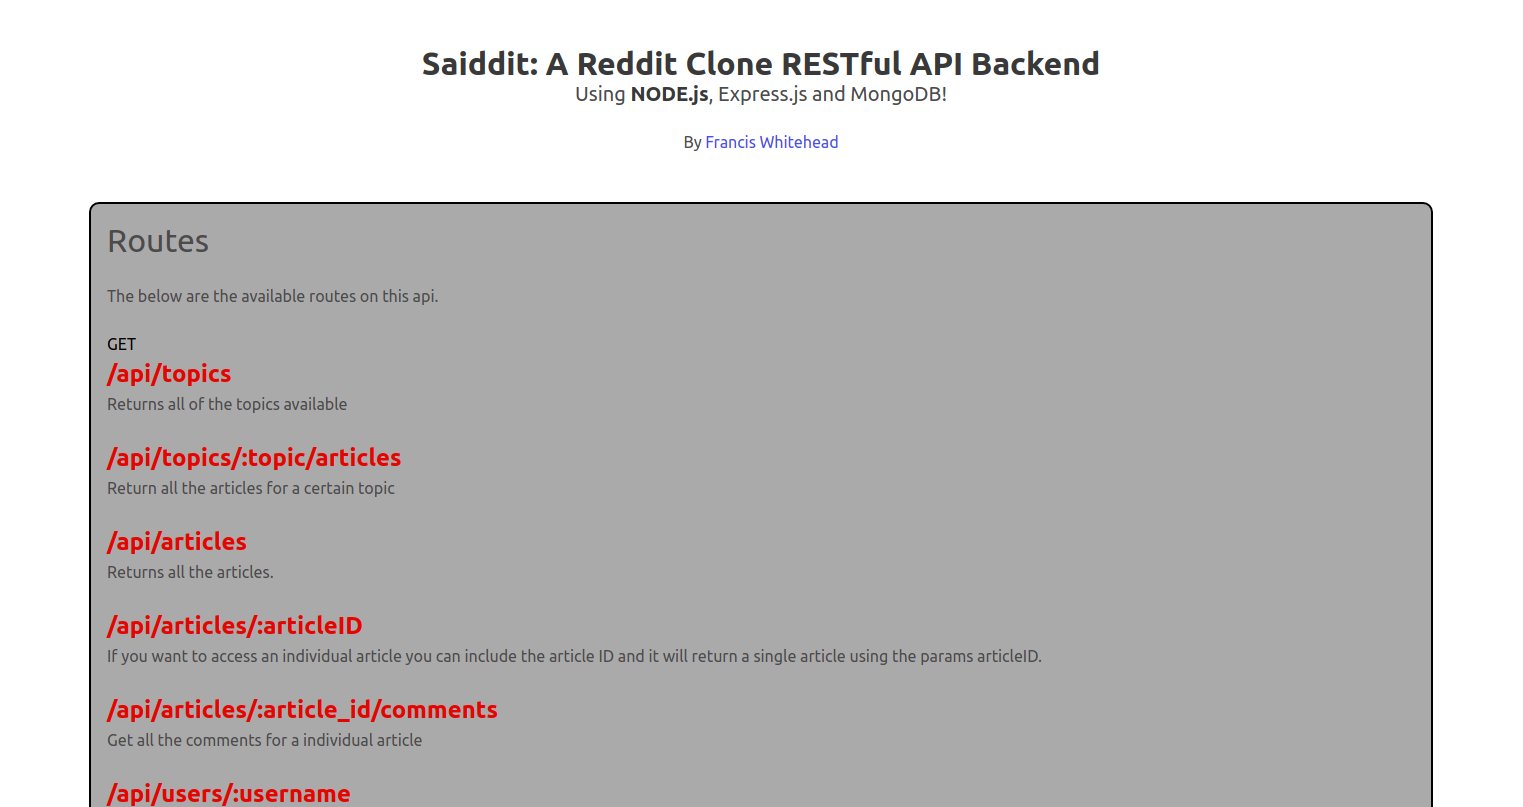 Saiddit: A Reddit Clone RESTful API Backend
Using NODE.js, Express.js and MongoDB!
By Francis Whitehead
Routes
The below are the available routes on this api.
GET
/api/topics
Returns all of the topics available
/api/topics/:topic/articles
Return all the articles for a certain topic
/api/articles
Returns all the articles.
/api/articles/:articleID
If you want to access an individual article you can include the article ID and it will return a single article using the params articleID.
/api/articles/:article_id/comments
Get all the comments for a individual article
/api/users/:username